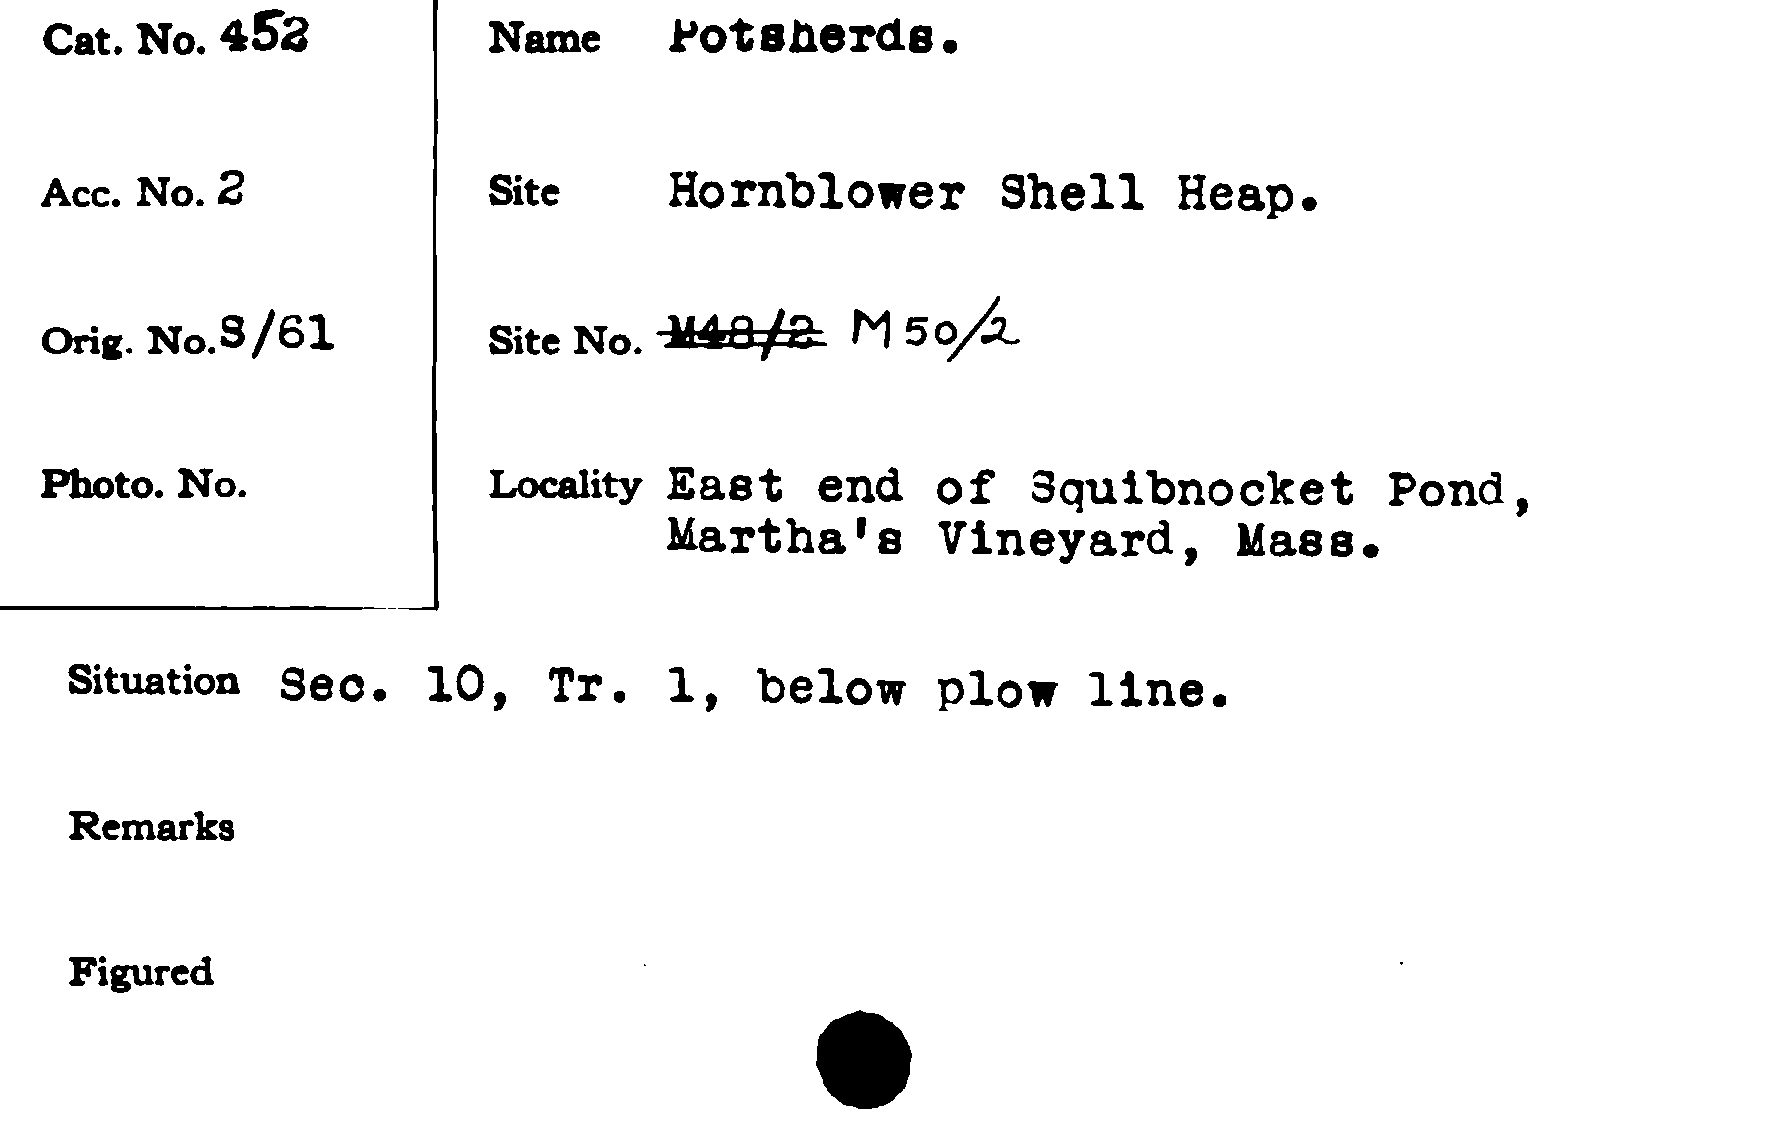 Cat. No. 452
Name Potsherds.
Acc. No. 2
Site Hornblower Shell Heap.
Orig. No. S/61
Site No. M48/2 M50/2
Photo. No.
Locality East end of Squibnocket Pond,
Martha's Vineyard, Mass.
Situation Sec. 10, Tr. 1, below plow line.
Remarks
Figured